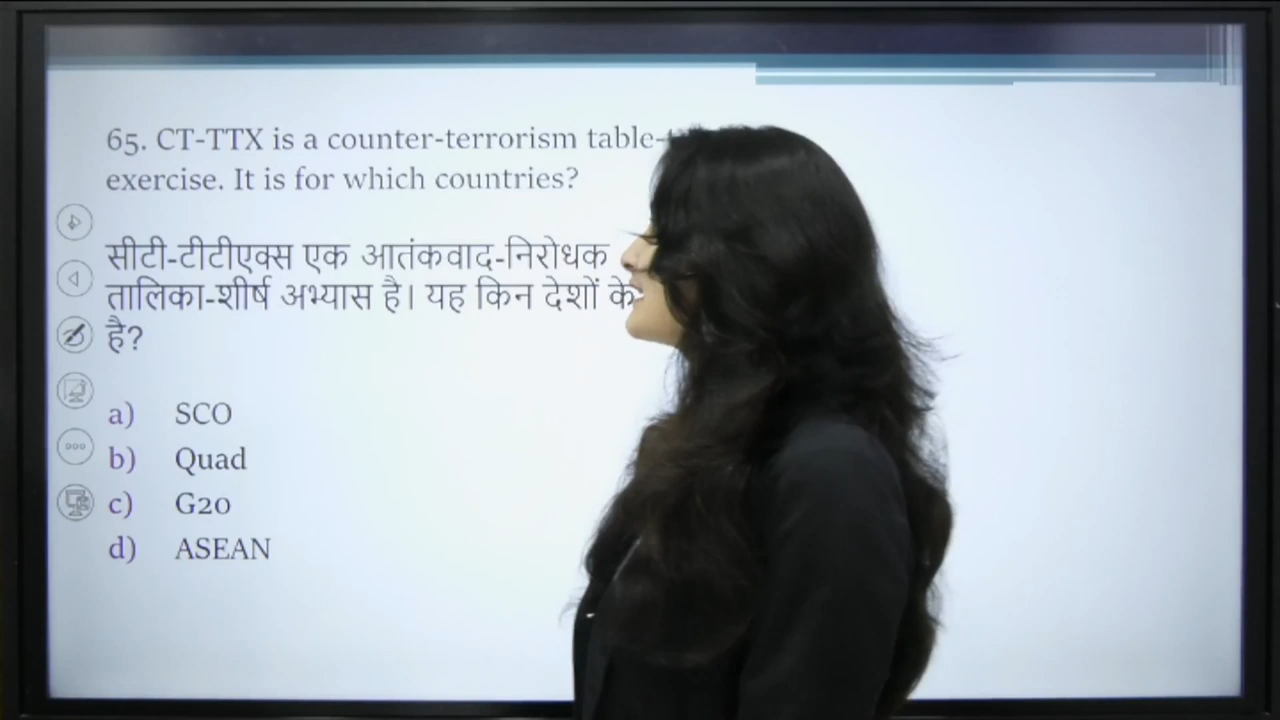 65. CT-TTX is a counter-terrorism table-
exercise. It is for which countries?
सीटी-टीटीएक्स एक आतंकवाद-निरोधक
तालिका-शीर्ष अभ्यास है। यह किन देशों के
है?
a) SCO
b) Quad
c) G20
d) ASEAN